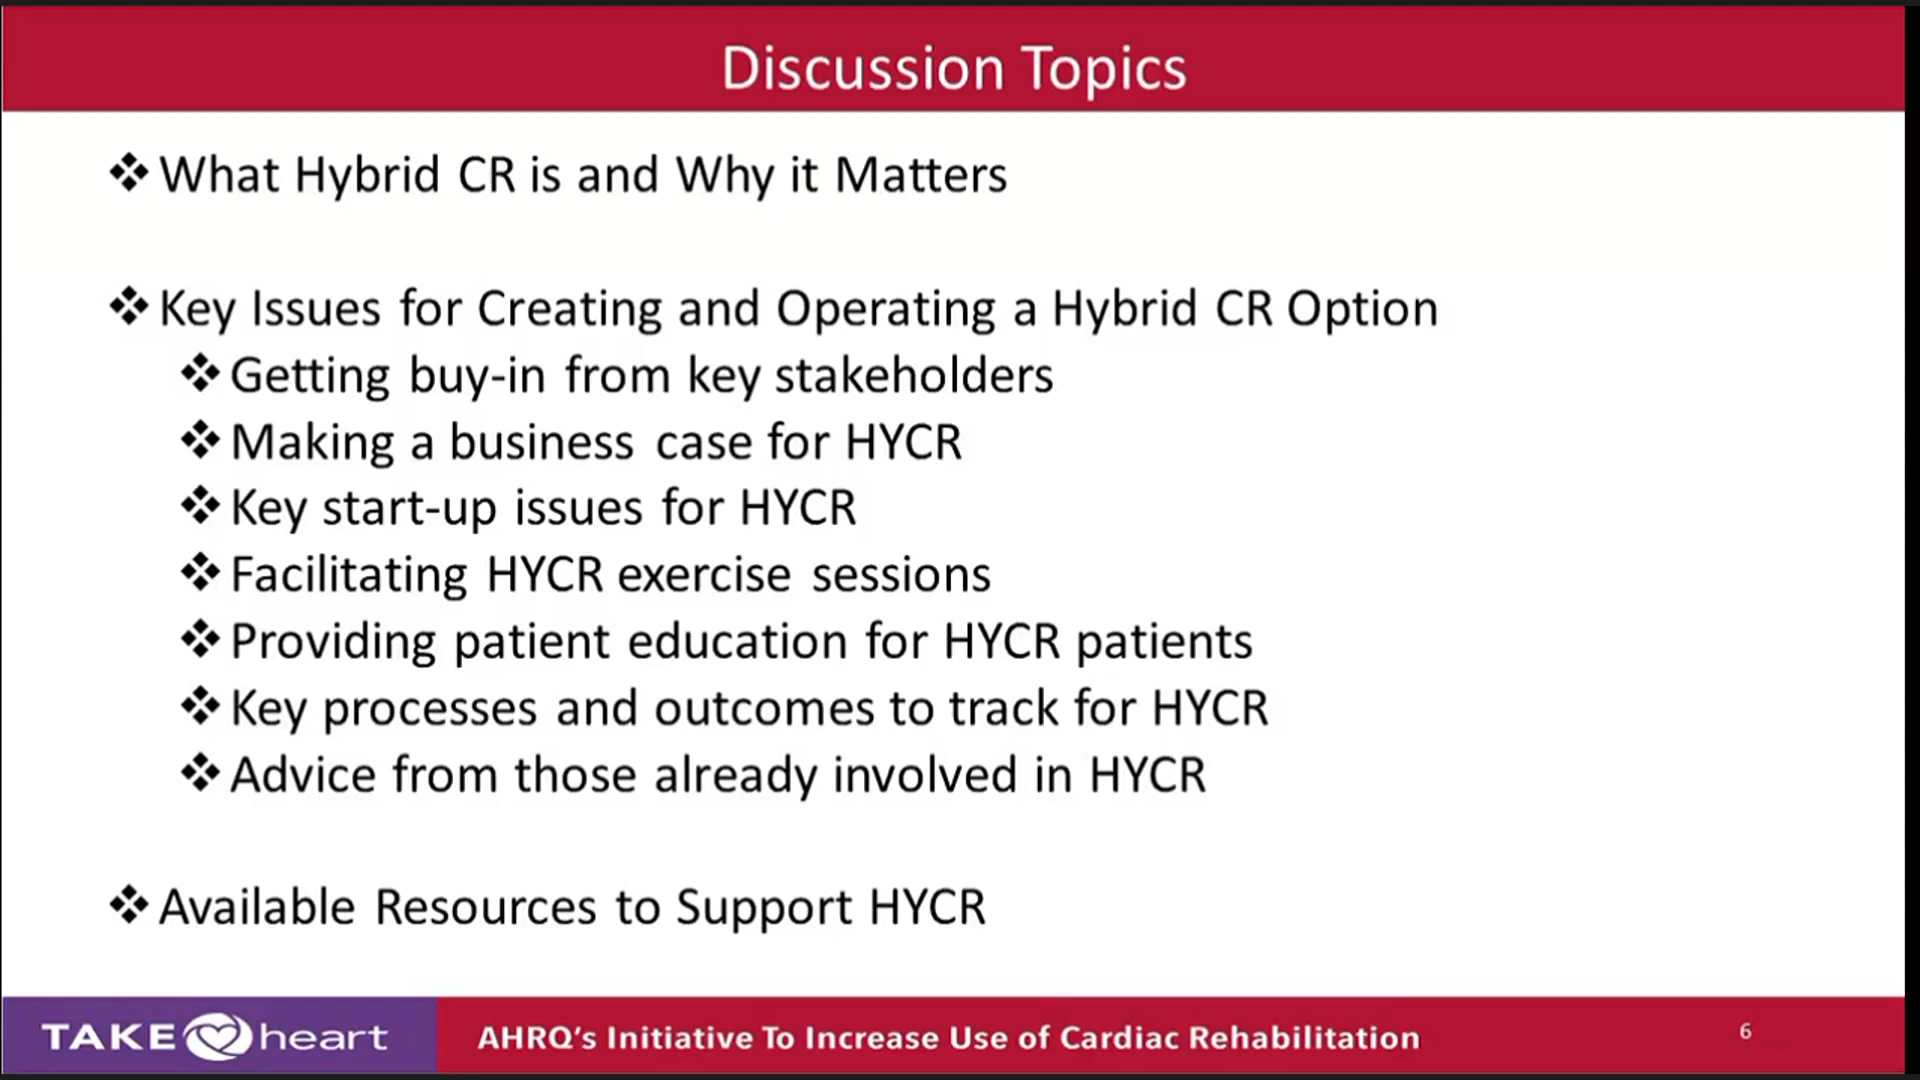 Discussion Topics
❖ What Hybrid CR is and Why it Matters
❖ Key Issues for Creating and Operating a Hybrid CR Option
❖ Getting buy-in from key stakeholders
❖ Making a business case for HYCR
❖ Key start-up issues for HYCR
❖ Facilitating HYCR exercise sessions
❖ Providing patient education for HYCR patients
❖ Key processes and outcomes to track for HYCR
❖ Advice from those already involved in HYCR
❖ Available Resources to Support HYCR
TAKE heart
AHRQ's Initiative To Increase Use of Cardiac Rehabilitation
6